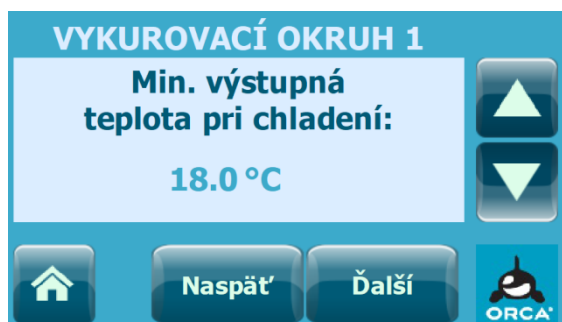 VYKUROVACÍ OKRUH 1
Min. výstupná
teplota pri chladení:
18.0 °C
Naspäť
Ďalší
ORCA®